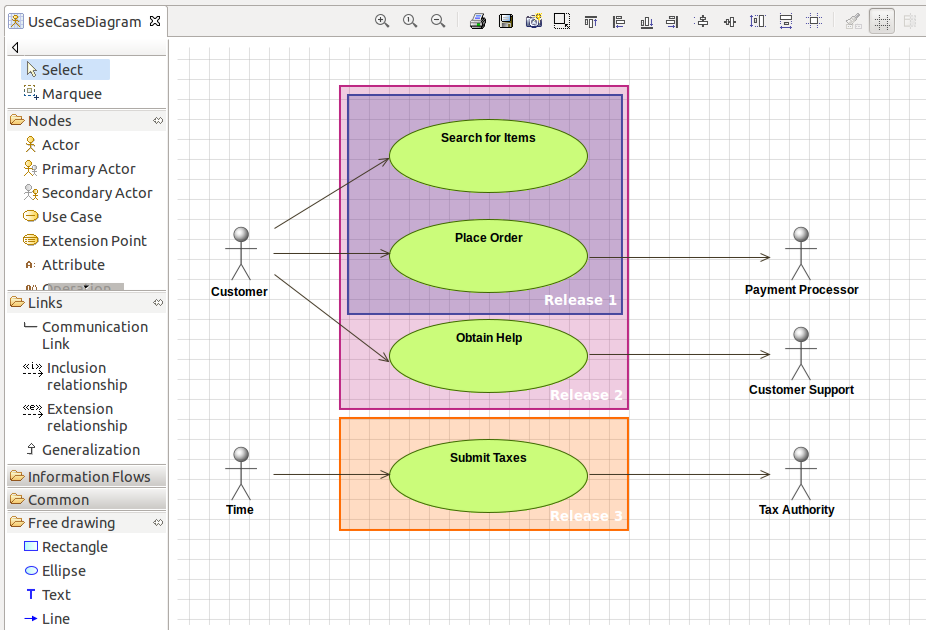 UseCaseDiagram
Select
Marquee
Nodes
Actor
Primary Actor
Secondary Actor
Use Case
Extension Point
Attribute
Operation
Links
Communication
Link
Inclusion
relationship
Extension
relationship
Generalization
Information Flows
Common
Free drawing
Rectangle
Ellipse
Text
Line
Search for Items
Place Order
Release 1
Customer
Payment Processor
Obtain Help
Release 2
Customer Support
Submit Taxes
Release 3
Time
Tax Authority